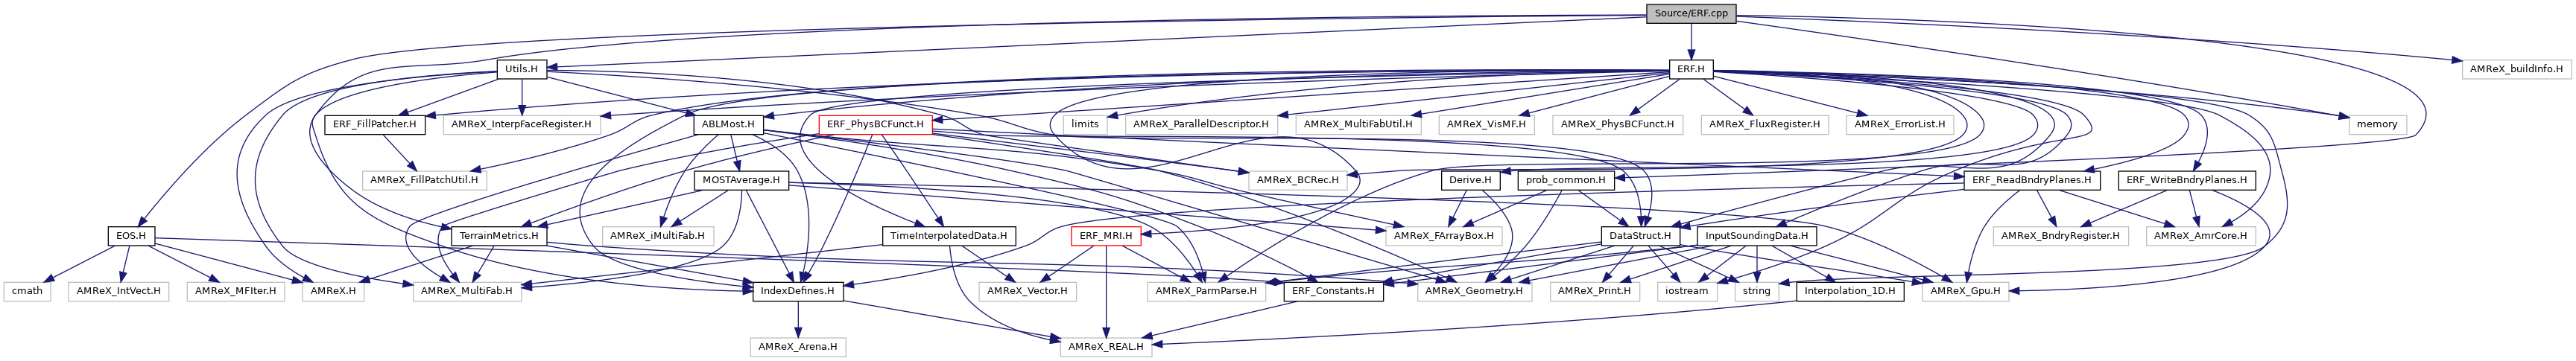 Source/ERF.cpp
Utils.H
ERF.H
AMReX_buildInfo.H
ERF_FillPatcher.H
AMReX_InterpFaceRegister.H
ABLMost.H
ERF_PhysBCFunct.H
limits
AMReX_ParallelDescriptor.H
AMReX_MultiFabUtil.H
AMReX_VisMF.H
AMReX_PhysBCFunct.H
AMReX_FluxRegister.H
AMReX_ErrorList.H
memory
AMReX_FillPatchUtil.H
MOSTAverage.H
AMReX_BCRec.H
Derive.H
prob_common.H
ERF_ReadBndryPlanes.H
ERF_WriteBndryPlanes.H
EOS.H
TerrainMetrics.H
AMReX_iMultiFab.H
TimeInterpolatedData.H
ERF_MRI.H
AMReX_FArrayBox.H
DataStruct.H
InputSoundingData.H
AMReX_BndryRegister.H
AMReX_AmrCore.H
cmath
AMReX_IntVect.H
AMReX_MFIter.H
AMReX.H
AMReX_MultiFab.H
IndexDefines.H
AMReX_Vector.H
AMReX_ParmParse.H
ERF_Constants.H
AMReX_Geometry.H
AMReX_Print.H
iostream
string
Interpolation_1D.H
AMReX_Gpu.H
AMReX_Arena.H
AMReX_REAL.H